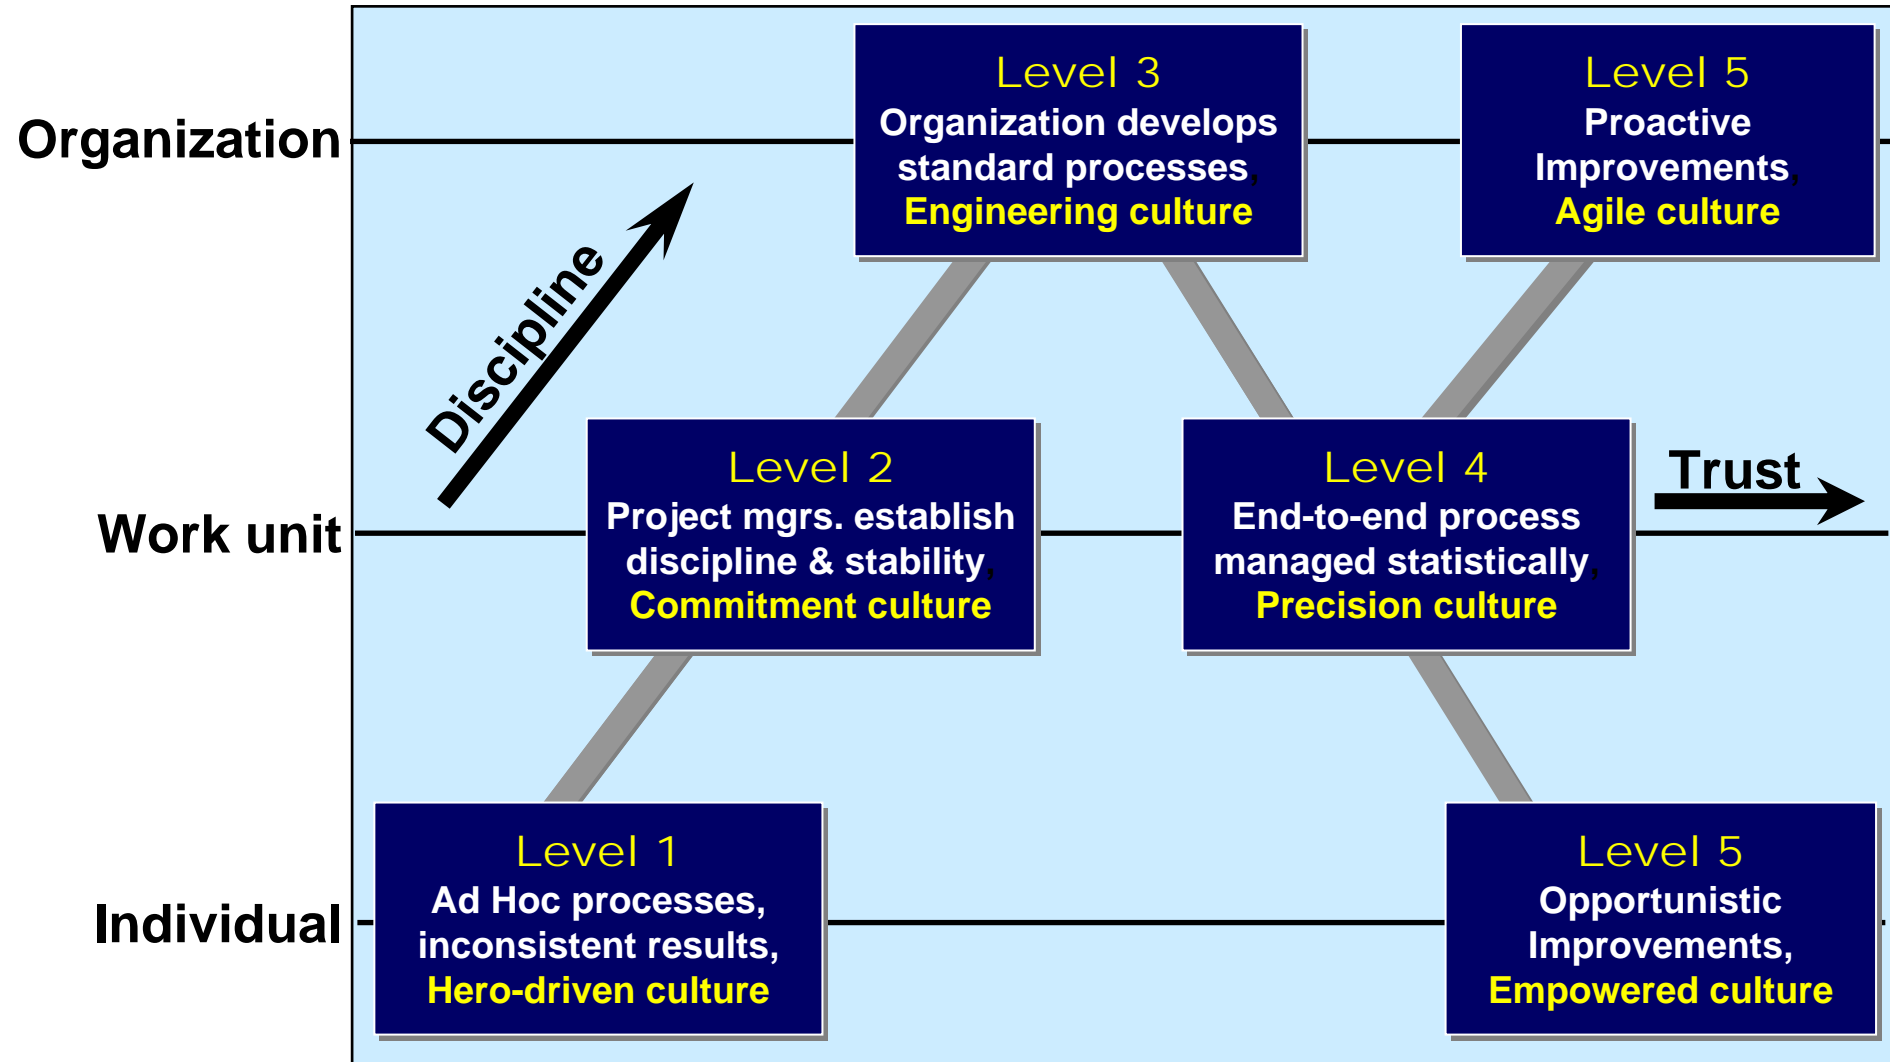 Organization
Level 3
Organization develops
standard processes,
Engineering culture
Level 5
Proactive
Improvements,
Agile culture
Discipline
Work unit
Level 2
Project mgrs. establish
discipline & stability,
Commitment culture
Level 4
End-to-end process
managed statistically,
Precision culture
Trust
Individual
Level 1
Ad Hoc processes,
inconsistent results,
Hero-driven culture
Level 5
Opportunistic
Improvements,
Empowered culture